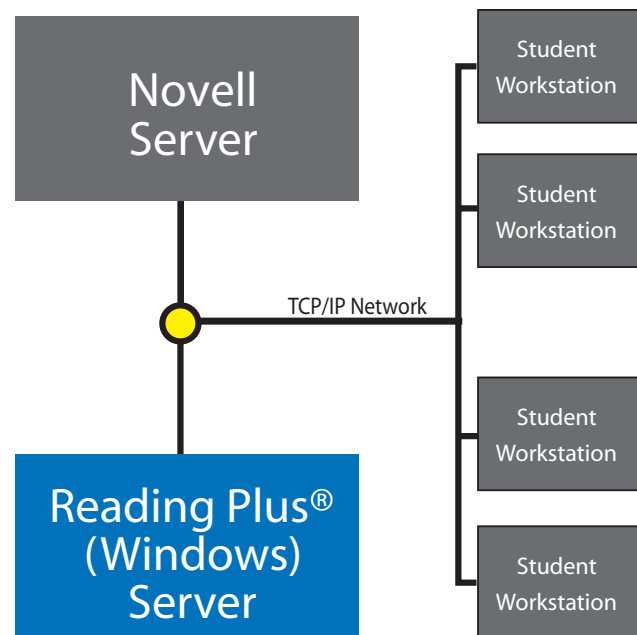 Novell
Server
Student
Workstation
Student
Workstation
TCP/IP Network
Student
Workstation
Reading Plus®
(Windows)
Server
Student
Workstation